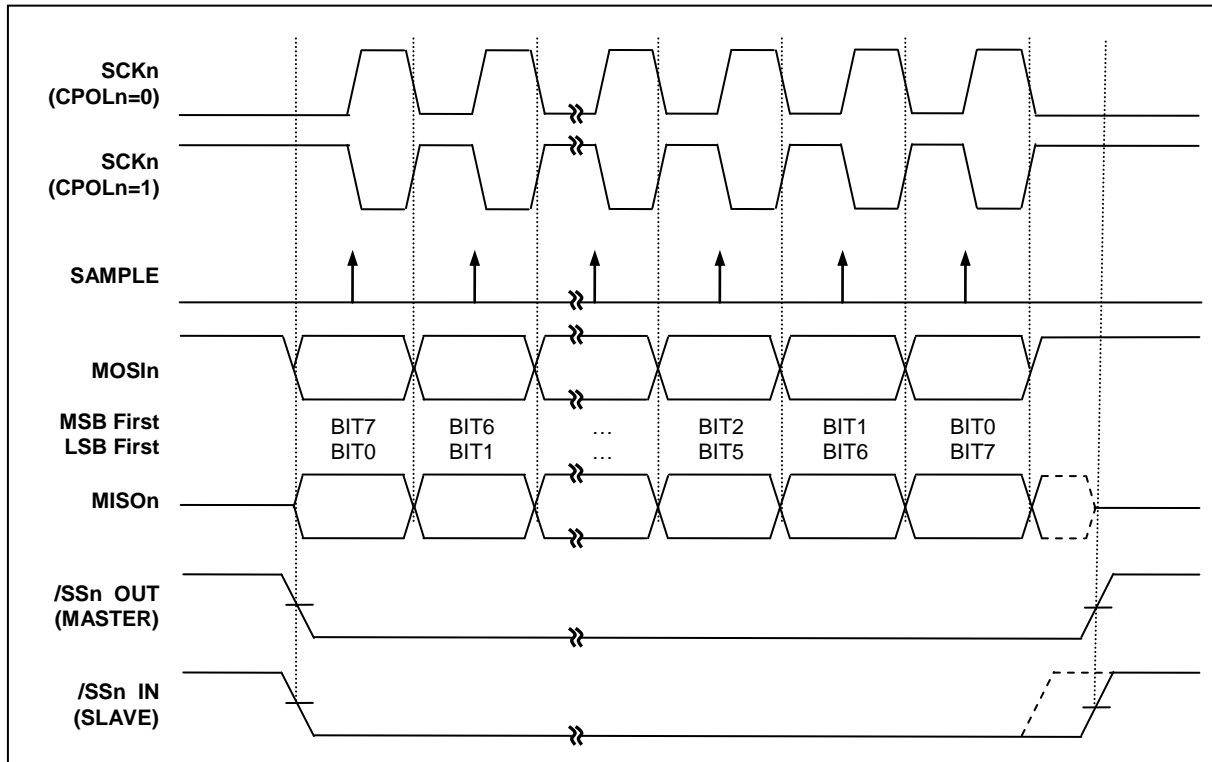 SCKn
(CPOLn=0)
SCKn
(CPOLn=1)
SAMPLE
MOSIn
MSB First BIT7 BIT6 … BIT2 BIT1 BIT0
LSB First BIT0 BIT1 … BIT5 BIT6 BIT7
MISOn
/SSn OUT
(MASTER)
/SSn IN
(SLAVE)